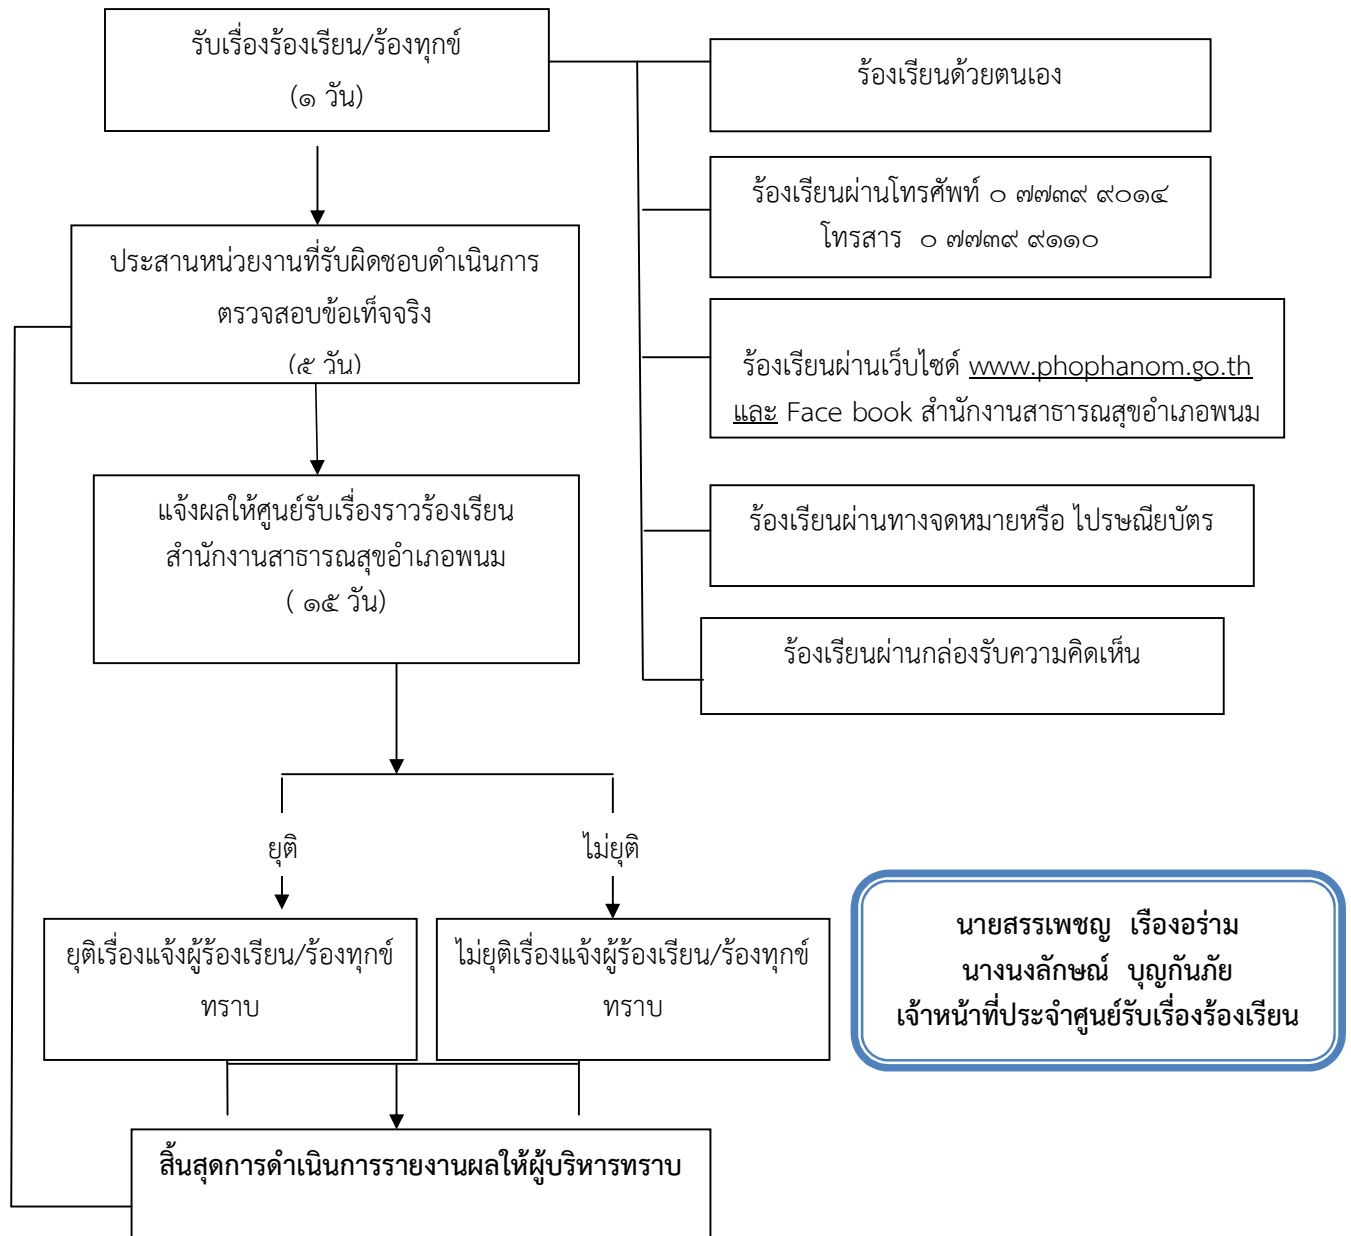 รับเรื่องร้องเรียน/ร้องทุกข์
(๑ วัน)
ร้องเรียนด้วยตนเอง
ร้องเรียนผ่านโทรศัพท์ ๐ ๗๗๓๙ ๙๐๑๔
โทรสาร ๐ ๗๗๓๙ ๙๑๑๐
ประสานหน่วยงานที่รับผิดชอบดำเนินการ
ตรวจสอบข้อเท็จจริง
(๕ วัน)
ร้องเรียนผ่านเว็บไซด์ www.phophanom.go.th
และ Face book สำนักงานสาธารณสุขอำเภอพนม
แจ้งผลให้ศูนย์รับเรื่องราวร้องเรียน
สำนักงานสาธารณสุขอำเภอพนม
( ๑๕ วัน)
ร้องเรียนผ่านทางจดหมายหรือ ไปรษณียบัตร
ร้องเรียนผ่านกล่องรับความคิดเห็น
ยุติ
ไม่ยุติ
ยุติเรื่องแจ้งผู้ร้องเรียน/ร้องทุกข์
ทราบ
ไม่ยุติเรื่องแจ้งผู้ร้องเรียน/ร้องทุกข์
ทราบ
นายสรรเพชญ เรืองอร่าม
นางนงลักษณ์ บุญกันภัย
เจ้าหน้าที่ประจำศูนย์รับเรื่องร้องเรียน
สิ้นสุดการดำเนินการรายงานผลให้ผู้บริหารทราบ